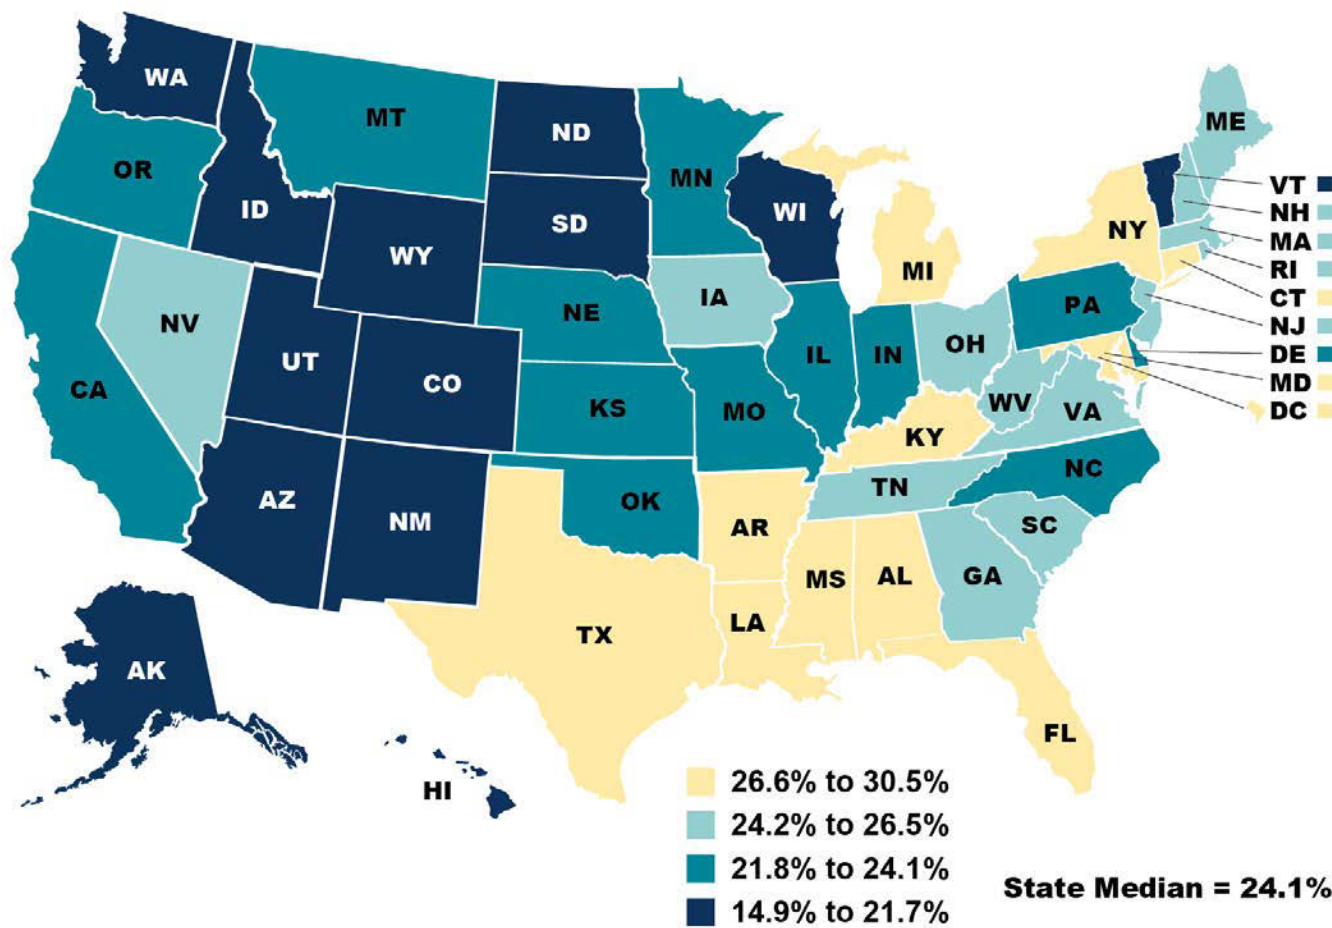 WA
MT
ND
MN
ME
OR
ID
SD
WI
VT
NH
WY
NY
MA
MI
RI
IA
CT
NV
NE
PA
NJ
UT
CO
IL
IN
OH
DE
CA
MD
KS
MO
WV
VA
DC
KY
NC
AZ
NM
OK
TN
AR
SC
MS
AL
GA
LA
TX
AK
FL
HI
26.6% to 30.5%
24.2% to 26.5%
21.8% to 24.1%
14.9% to 21.7%
State Median = 24.1%